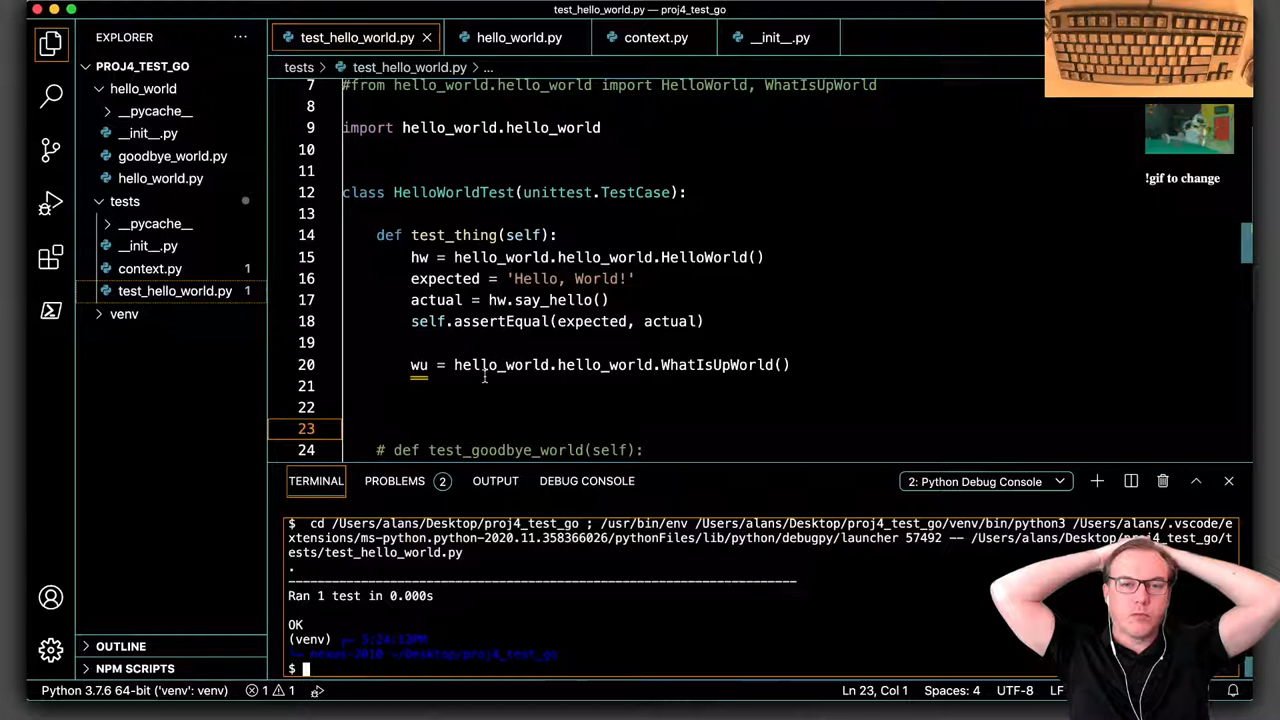 test_hello_world.py — proj4_test_go
EXPLORER
test_hello_world.py
hello_world.py
context.py
__init__.py
PROJ4_TEST_GO
tests > test_hello_world.py > ...
hello_world
__pycache__
__init__.py
goodbye_world.py
hello_world.py
tests
__pycache__
__init__.py
context.py 1
test_hello_world.py 1
venv
OUTLINE
NPM SCRIPTS
7 #from hello_world.hello_world import HelloWorld, WhatIsUpWorld
8
9 import hello_world.hello_world
10
11
12 class HelloWorldTest(unittest.TestCase):
13
14 def test_thing(self):
15 hw = hello_world.hello_world.HelloWorld()
16 expected = 'Hello, World!'
17 actual = hw.say_hello()
18 self.assertEqual(expected, actual)
19
20 wu = hello_world.hello_world.WhatIsUpWorld()
21
22
23
24 # def test_goodbye_world(self):
!gif to change
TERMINAL PROBLEMS 2 OUTPUT DEBUG CONSOLE 2: Python Debug Console
$ cd /Users/alans/Desktop/proj4_test_go ; /usr/bin/env /Users/alans/Desktop/proj4_test_go/venv/bin/python3 /Users/alans/.vscode/e
xtensions/ms-python.python-2020.11.358366026/pythonFiles/lib/python/debugpy/launcher 57492 -- /Users/alans/Desktop/proj4_test_go/t
ests/test_hello_world.py
.
----------------------------------------------------------------------
Ran 1 test in 0.000s
OK
(venv) 5:24:12PM
nexus-2010 ~/Desktop/proj4_test_go
$
Python 3.7.6 64-bit ('venv': venv) 1 1 Ln 23, Col 1 Spaces: 4 UTF-8 LF